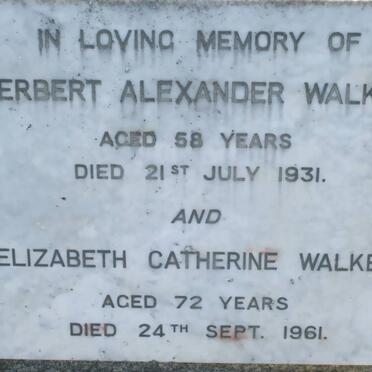 IN LOVING MEMORY OF
ERBERT ALEXANDER WALK
AGED 58 YEARS
DIED 21ST JULY 1931.
AND
ELIZABETH CATHERINE WALKE
AGED 72 YEARS
DIED 24TH SEPT. 1961.